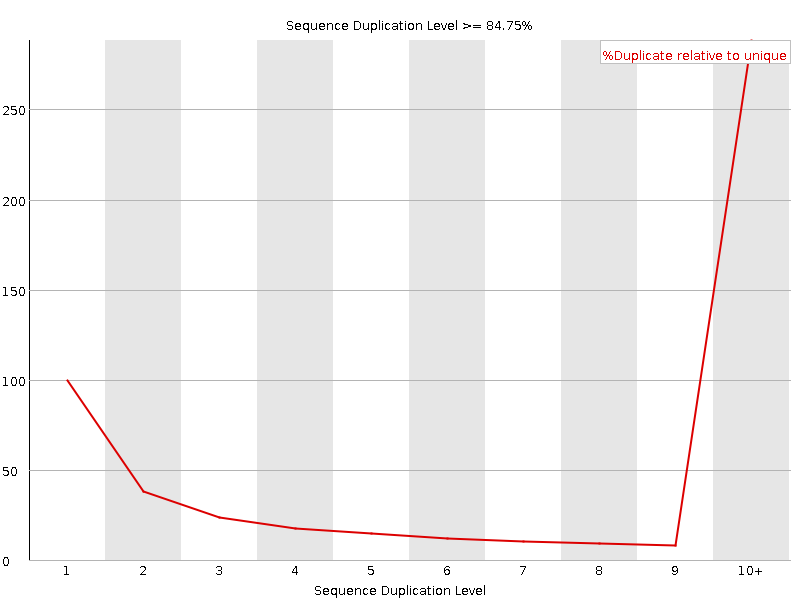 Sequence Duplication Level >= 84.75%
%Duplicate relative to unique
250
200
150
100
50
0
1 2 3 4 5 6 7 8 9 10+
Sequence Duplication Level